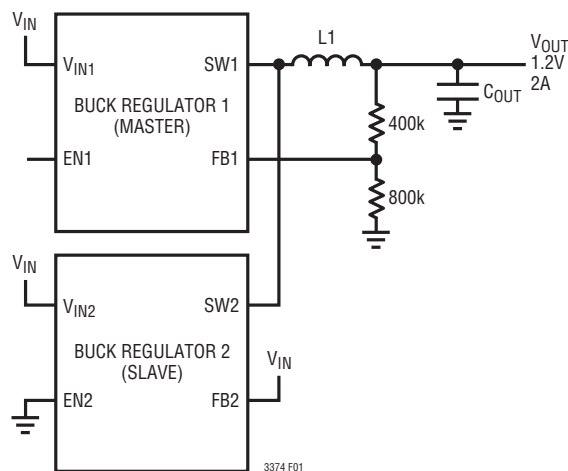 VIN
VIN1
SW1
L1
VOUT
1.2V
2A
COUT
BUCK REGULATOR 1
(MASTER)
400k
EN1
FB1
800k
VIN
VIN2
SW2
BUCK REGULATOR 2
(SLAVE)
VIN
EN2
FB2
3374 F01